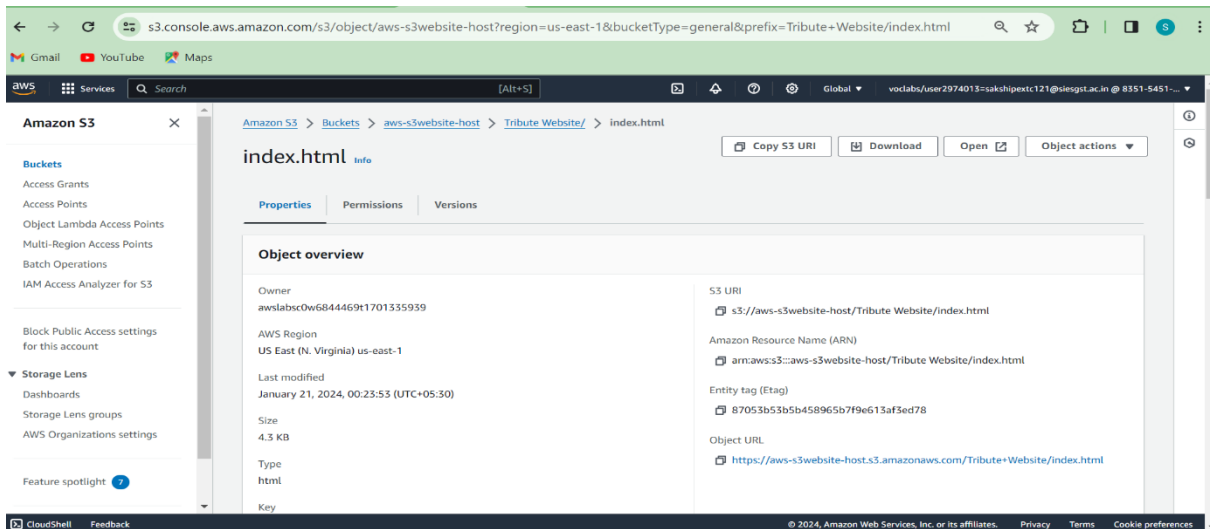 s3.console.aws.amazon.com/s3/object/aws-s3website-host?region=us-east-1&bucketType=general&prefix=Tribute+Website/index.html
S
Gmail YouTube Maps
aws Services Search [Alt+S] Global voclabs/user2974013=sakshipextc121@siesgst.ac.in @ 8351-5451-...
Amazon S3
Buckets
Access Grants
Access Points
Object Lambda Access Points
Multi-Region Access Points
Batch Operations
IAM Access Analyzer for S3
Block Public Access settings
for this account
Storage Lens
Dashboards
Storage Lens groups
AWS Organizations settings
Feature spotlight 7
Amazon S3 > Buckets > aws-s3website-host > Tribute Website/ > index.html
index.html Info
Copy S3 URI Download Open Object actions
Properties Permissions Versions
Object overview
Owner
awslabsc0w6844469t1701335939
AWS Region
US East (N. Virginia) us-east-1
Last modified
January 21, 2024, 00:23:53 (UTC+05:30)
Size
4.3 KB
Type
html
Key
S3 URI
s3://aws-s3website-host/Tribute Website/index.html
Amazon Resource Name (ARN)
arn:aws:s3:::aws-s3website-host/Tribute Website/index.html
Entity tag (Etag)
87053b53b5b458965b7f9e613af3ed78
Object URL
https://aws-s3website-host.s3.amazonaws.com/Tribute+Website/index.html
CloudShell Feedback © 2024, Amazon Web Services, Inc. or its affiliates. Privacy Terms Cookie preferences